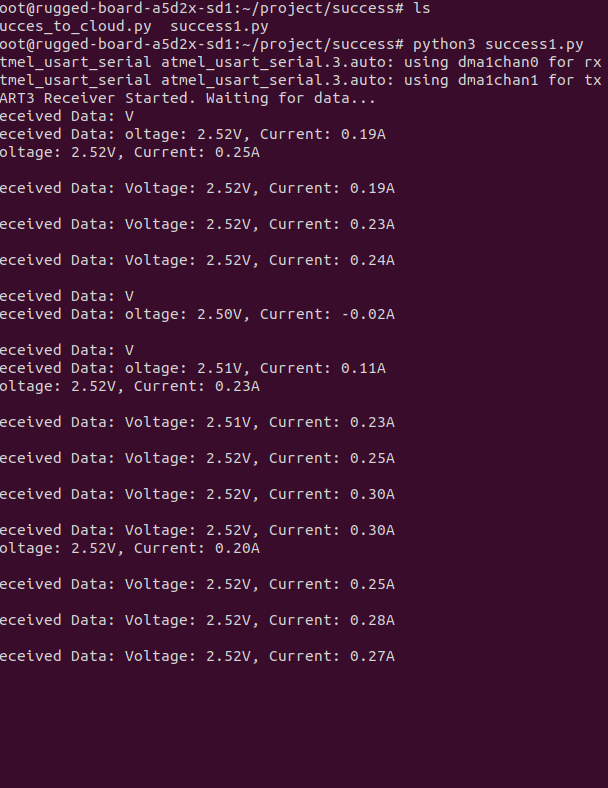 oot@rugged-board-a5d2x-sd1:~/project/success# ls
ucces_to_cloud.py  success1.py
oot@rugged-board-a5d2x-sd1:~/project/success# python3 success1.py
tmel_usart_serial atmel_usart_serial.3.auto: using dma1chan0 for rx
tmel_usart_serial atmel_usart_serial.3.auto: using dma1chan1 for tx
ART3 Receiver Started. Waiting for data...
eceived Data: V
eceived Data: oltage: 2.52V, Current: 0.19A
oltage: 2.52V, Current: 0.25A
eceived Data: Voltage: 2.52V, Current: 0.19A
eceived Data: Voltage: 2.52V, Current: 0.23A
eceived Data: Voltage: 2.52V, Current: 0.24A
eceived Data: V
eceived Data: oltage: 2.50V, Current: -0.02A
eceived Data: V
eceived Data: oltage: 2.51V, Current: 0.11A
oltage: 2.52V, Current: 0.23A
eceived Data: Voltage: 2.51V, Current: 0.23A
eceived Data: Voltage: 2.52V, Current: 0.25A
eceived Data: Voltage: 2.52V, Current: 0.30A
eceived Data: Voltage: 2.52V, Current: 0.30A
oltage: 2.52V, Current: 0.20A
eceived Data: Voltage: 2.52V, Current: 0.25A
eceived Data: Voltage: 2.52V, Current: 0.28A
eceived Data: Voltage: 2.52V, Current: 0.27A